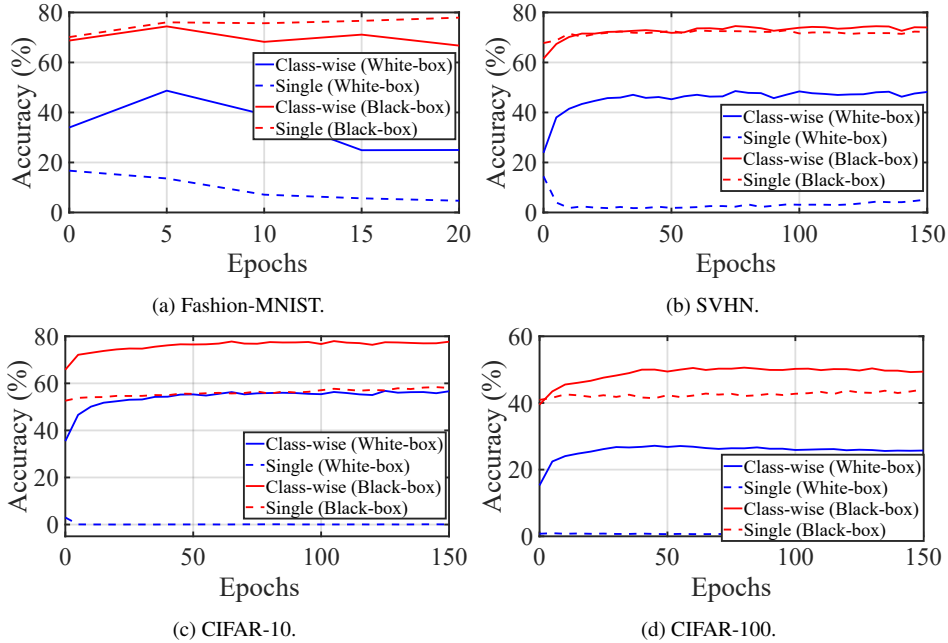 80
60
40
20
0
Accuracy (%)
Class-wise (White-box)
Single (White-box)
Class-wise (Black-box)
Single (Black-box)
0 5 10 15 20
Epochs
(a) Fashion-MNIST.
80
60
40
20
0
Accuracy (%)
Class-wise (White-box)
Single (White-box)
Class-wise (Black-box)
Single (Black-box)
0 50 100 150
Epochs
(b) SVHN.
80
60
40
20
0
Accuracy (%)
Class-wise (White-box)
Single (White-box)
Class-wise (Black-box)
Single (Black-box)
0 50 100 150
Epochs
(c) CIFAR-10.
60
40
20
0
Accuracy (%)
Class-wise (White-box)
Single (White-box)
Class-wise (Black-box)
Single (Black-box)
0 50 100 150
Epochs
(d) CIFAR-100.